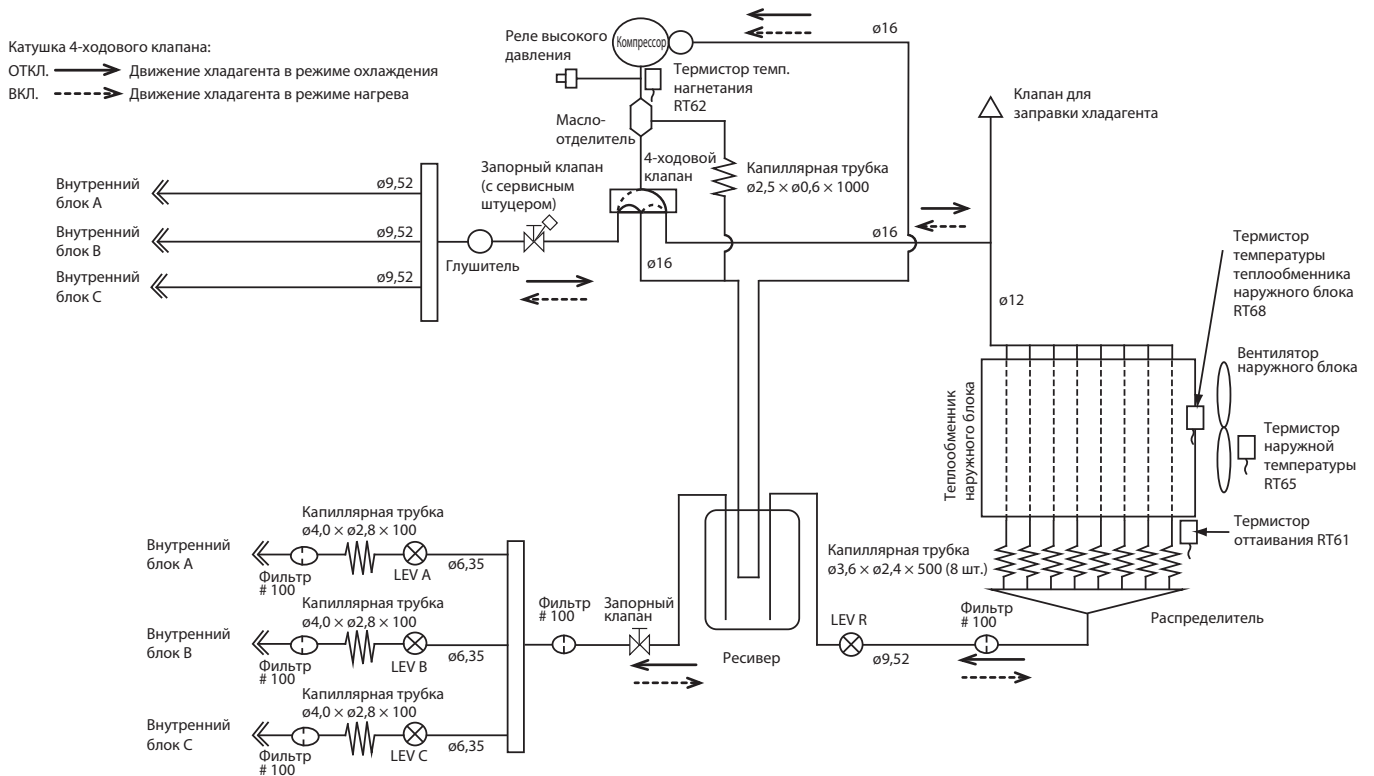 Катушка 4-ходового клапана:
ОТКЛ. Движение хладагента в режиме охлаждения
ВКЛ. Движение хладагента в режиме нагрева
Реле высокого
давления
Компрессор
Термистор темп.
нагнетания
RT62
ø16
Масло-
отделитель
4-ходовой
клапан
Капиллярная трубка
ø2,5 × ø0,6 × 1000
Клапан для
заправки хладагента
Запорный клапан
(с сервисным
штуцером)
Внутренний
блок A
ø9,52
Внутренний
блок B
ø9,52
Внутренний
блок C
ø9,52
Глушитель
ø16
ø16
ø12
Термистор
температуры
теплообменника
наружного блока
RT68
Вентилятор
наружного блока
Теплообменник
наружного блока
Термистор
наружной
температуры
RT65
Термистор
оттаивания RT61
Капиллярная трубка
ø3,6 × ø2,4 × 500 (8 шт.)
Распределитель
Фильтр
# 100
LEV R
ø9,52
Ресивер
Запорный
клапан
Фильтр
# 100
Капиллярная трубка
ø4,0 × ø2,8 × 100
Внутренний
блок A
Фильтр
# 100
LEV A
ø6,35
Капиллярная трубка
ø4,0 × ø2,8 × 100
Внутренний
блок B
Фильтр
# 100
LEV B
ø6,35
Капиллярная трубка
ø4,0 × ø2,8 × 100
Внутренний
блок C
Фильтр
# 100
LEV C
ø6,35